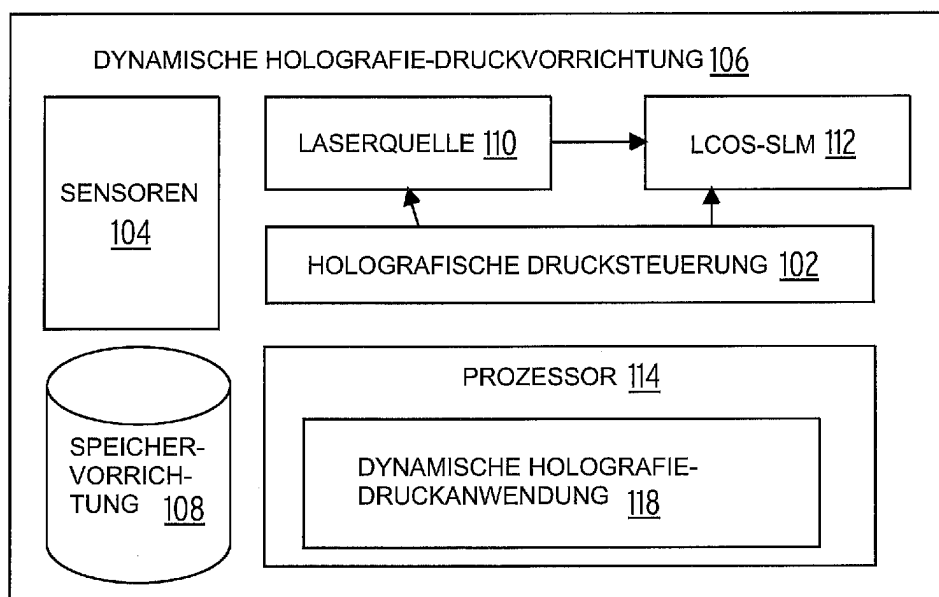 DYNAMISCHE HOLOGRAFIE-DRUCKVORRICHTUNG 106
SENSOREN
104
LASERQUELLE 110
LCOS-SLM 112
HOLOGRAFISCHE DRUCKSTEUERUNG 102
SPEICHER-
VORRICH-
TUNG 108
PROZESSOR 114
DYNAMISCHE HOLOGRAFIE-
DRUCKANWENDUNG 118